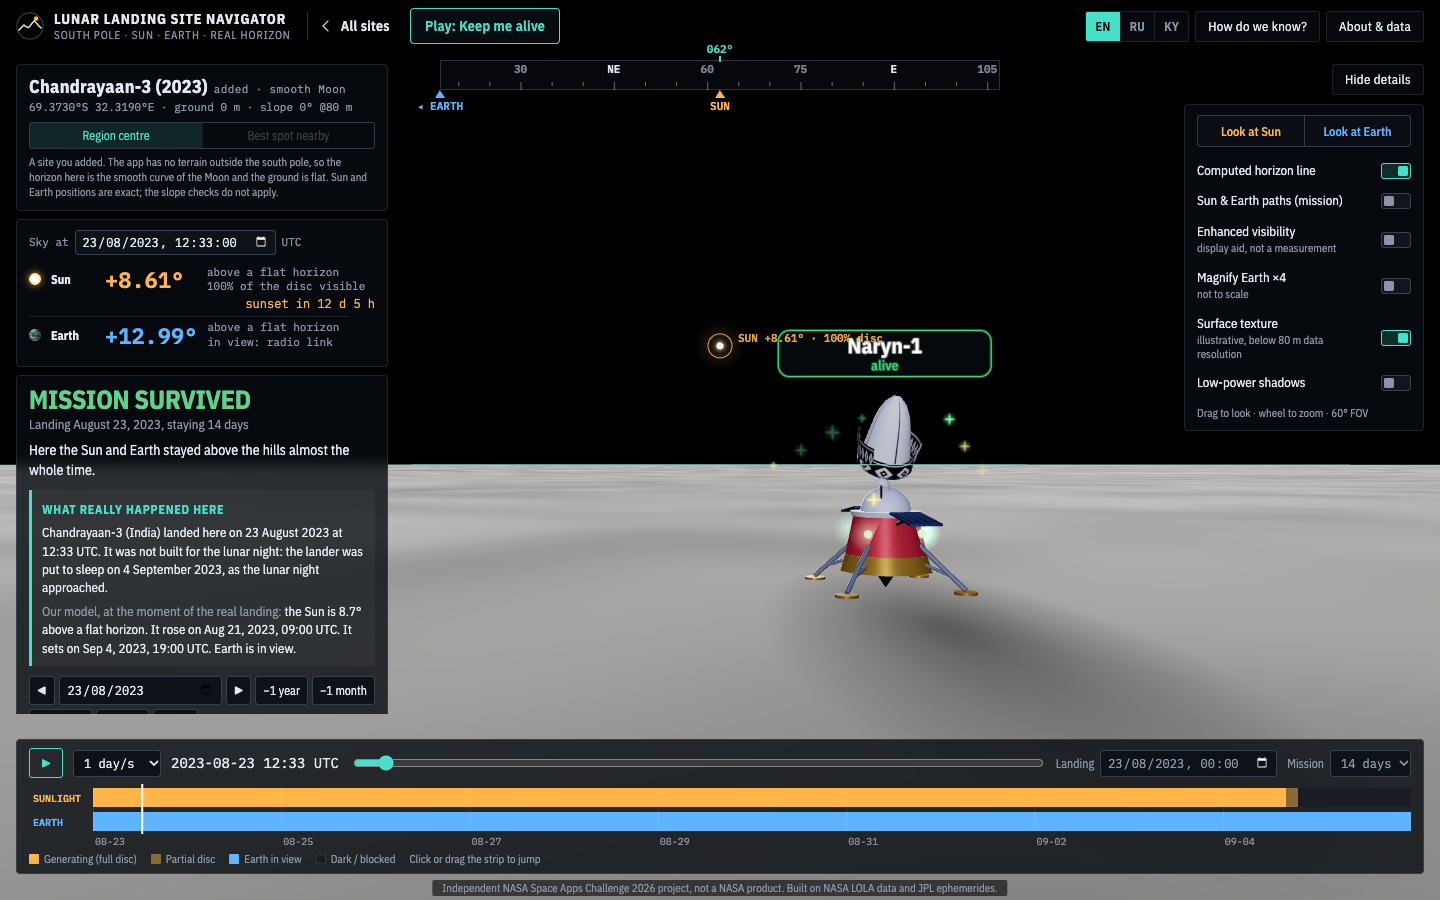 LUNAR LANDING SITE NAVIGATOR
SOUTH POLE · SUN · EARTH · REAL HORIZON
All sites
Play: Keep me alive
EN RU KY
How do we know?
About & data
062°
30 NE 60 75 E 105
◂ EARTH
SUN
Hide details
Chandrayaan-3 (2023) added · smooth Moon
69.3730°S 32.3190°E · ground 0 m · slope 0° @80 m
Region centre
Best spot nearby
A site you added. The app has no terrain outside the south pole, so the
horizon here is the smooth curve of the Moon and the ground is flat. Sun and
Earth positions are exact; the slope checks do not apply.
Sky at 23/08/2023, 12:33:00 UTC
Sun +8.61° above a flat horizon
100% of the disc visible
sunset in 12 d 5 h
Earth +12.99° above a flat horizon
in view: radio link
MISSION SURVIVED
Landing August 23, 2023, staying 14 days
Here the Sun and Earth stayed above the hills almost the
whole time.
WHAT REALLY HAPPENED HERE
Chandrayaan-3 (India) landed here on 23 August 2023 at
12:33 UTC. It was not built for the lunar night: the lander was
put to sleep on 4 September 2023, as the lunar night
approached.
Our model, at the moment of the real landing: the Sun is 8.7°
above a flat horizon. It rose on Aug 21, 2023, 09:00 UTC. It
sets on Sep 4, 2023, 19:00 UTC. Earth is in view.
◀ 23/08/2023 ▶ −1 year −1 month
SUN +8.61° · 100% disc
Naryn-1
alive
Look at Sun
Look at Earth
Computed horizon line
Sun & Earth paths (mission)
Enhanced visibility
display aid, not a measurement
Magnify Earth ×4
not to scale
Surface texture
illustrative, below 80 m data
resolution
Low-power shadows
Drag to look · wheel to zoom · 60° FOV
▶ 1 day/s 2023-08-23 12:33 UTC
Landing 23/08/2023, 00:00
Mission 14 days
SUNLIGHT
EARTH
08-23 08-25 08-27 08-29 08-31 09-02 09-04
Generating (full disc) Partial disc Earth in view Dark / blocked Click or drag the strip to jump
Independent NASA Space Apps Challenge 2026 project, not a NASA product. Built on NASA LOLA data and JPL ephemerides.